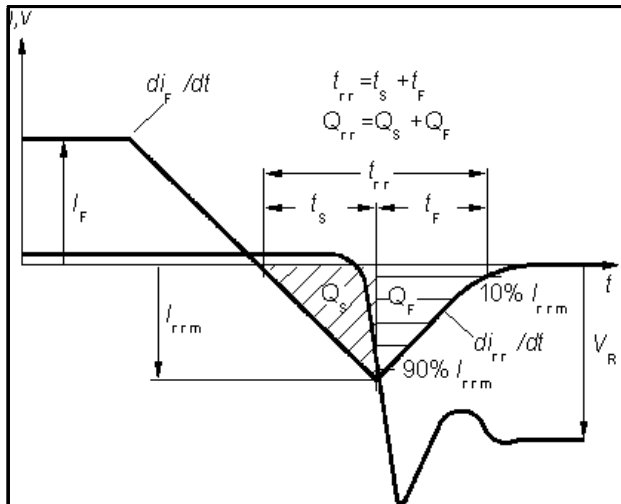 I,V
di_F /dt
t_rr = t_S + t_F
Q_rr = Q_S + Q_F
t_rr
t_S
t_F
I_F
t
Q_S
Q_F
10% I_rrm
I_rrm
di_rr /dt
V_R
90% I_rrm